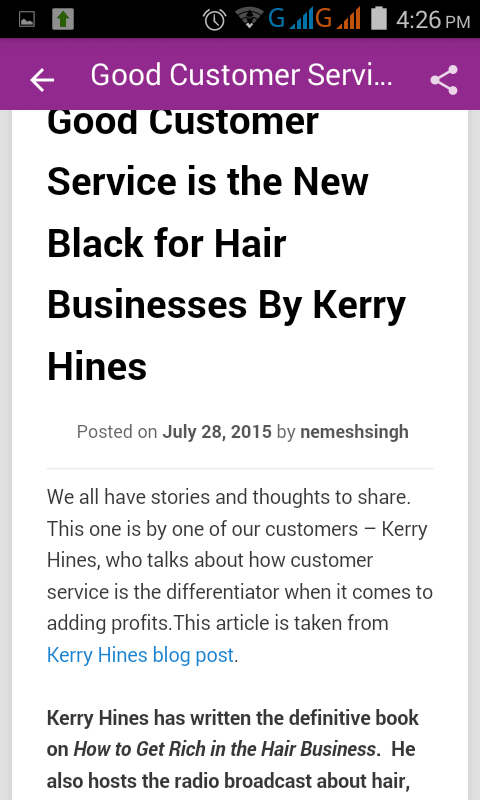 G G 4:26 PM
Good Customer Servi...
Good Customer
Service is the New
Black for Hair
Businesses By Kerry
Hines
Posted on July 28, 2015 by nemeshsingh
We all have stories and thoughts to share.
This one is by one of our customers – Kerry
Hines, who talks about how customer
service is the differentiator when it comes to
adding profits.This article is taken from
Kerry Hines blog post.
Kerry Hines has written the definitive book
on How to Get Rich in the Hair Business.  He
also hosts the radio broadcast about hair,